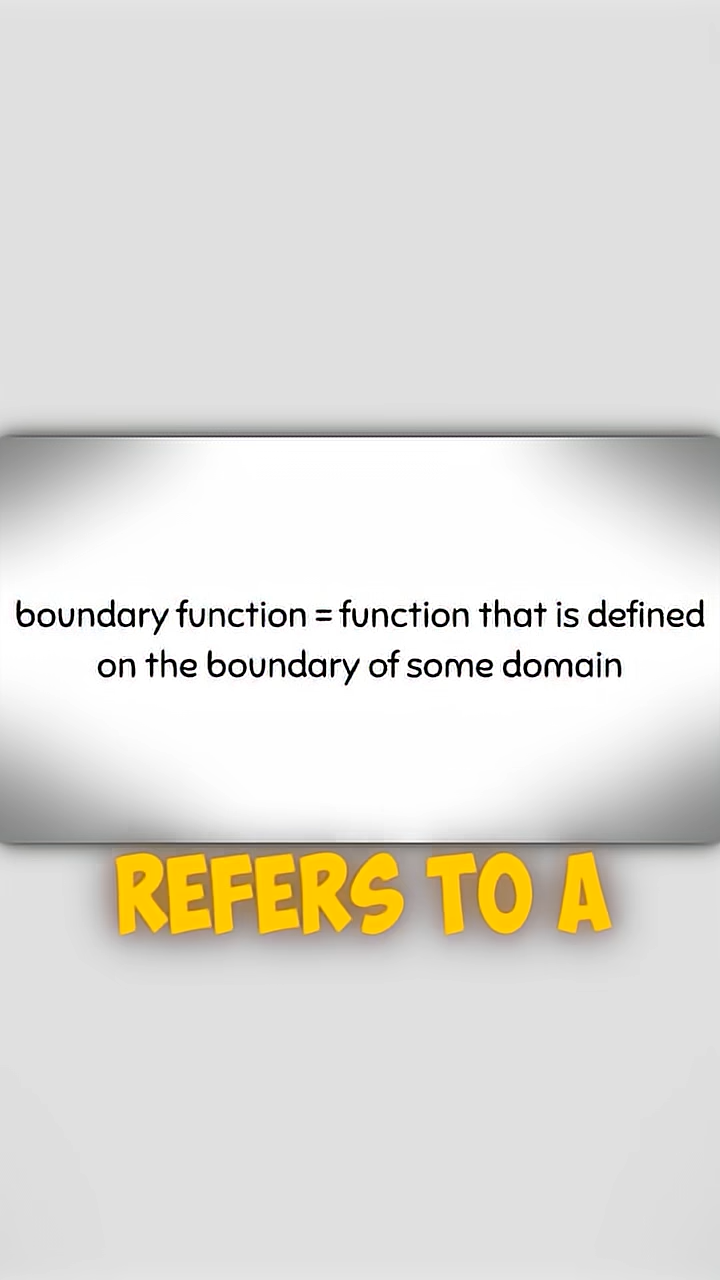 boundary function = function that is defined
on the boundary of some domain
REFERS TO A